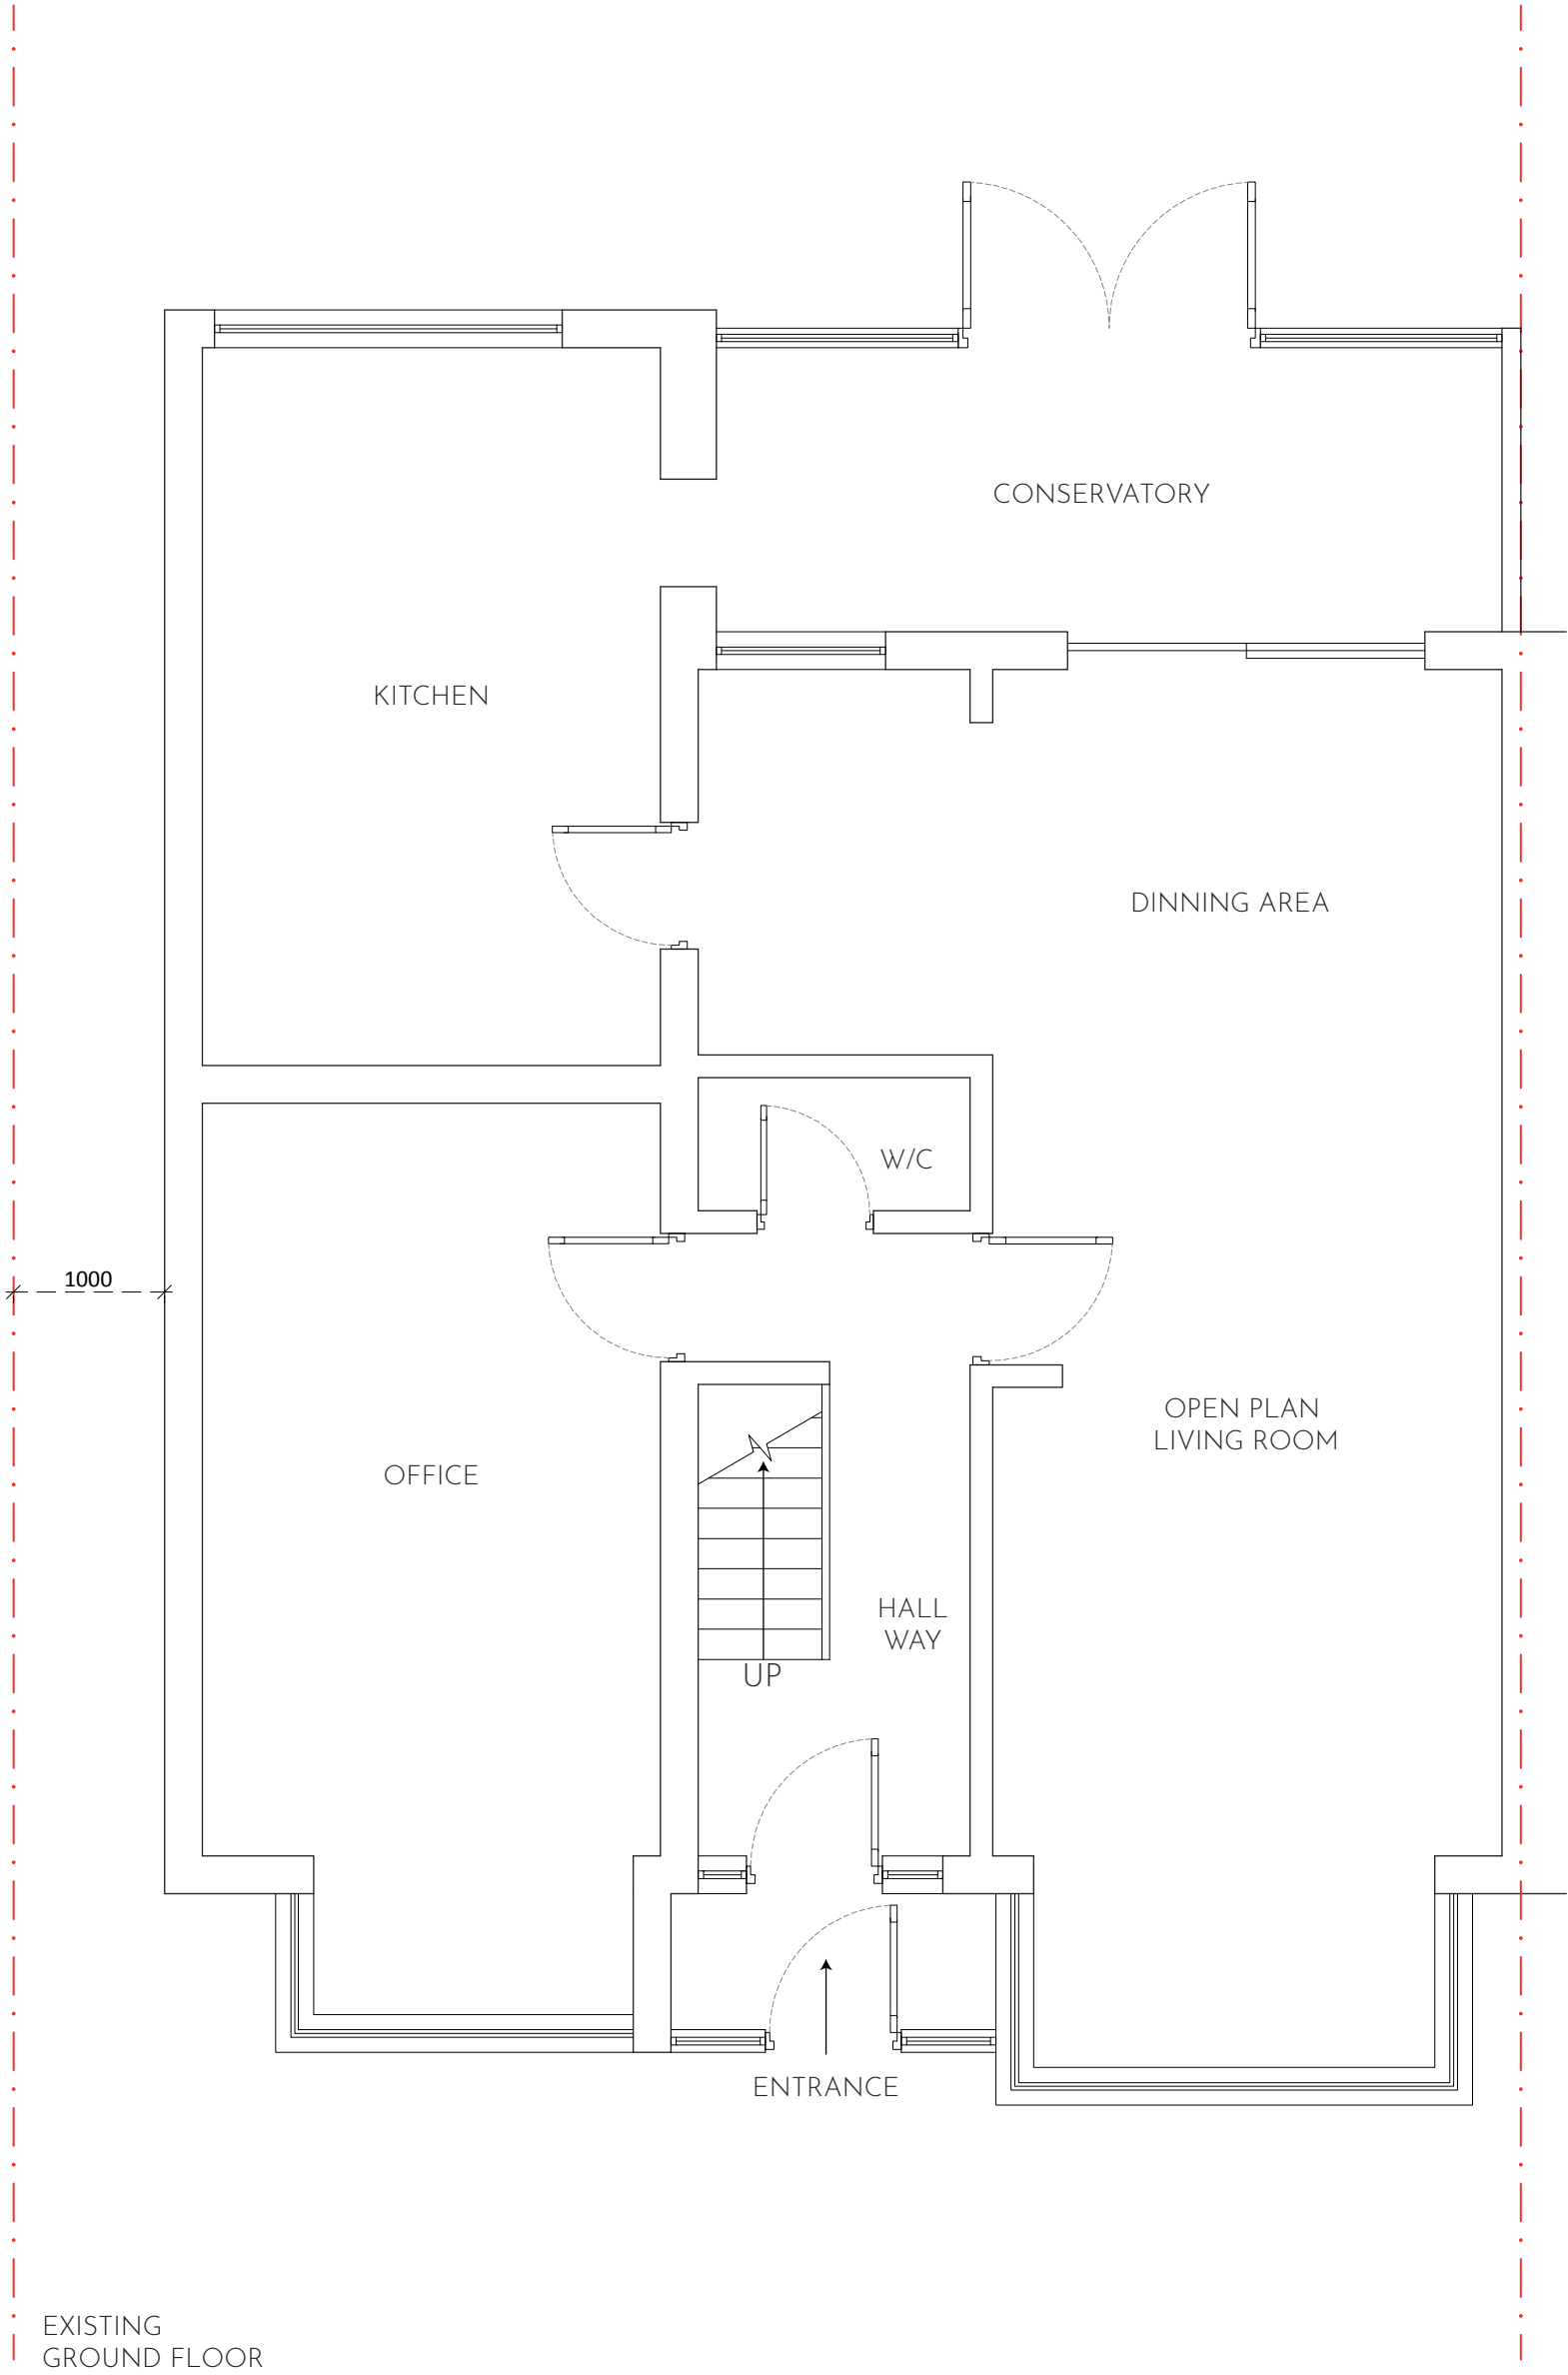 CONSERVATORY
KITCHEN
DINNING AREA
W/C
1000
OPEN PLAN
LIVING ROOM
OFFICE
HALL
WAY
UP
ENTRANCE
EXISTING
GROUND FLOOR